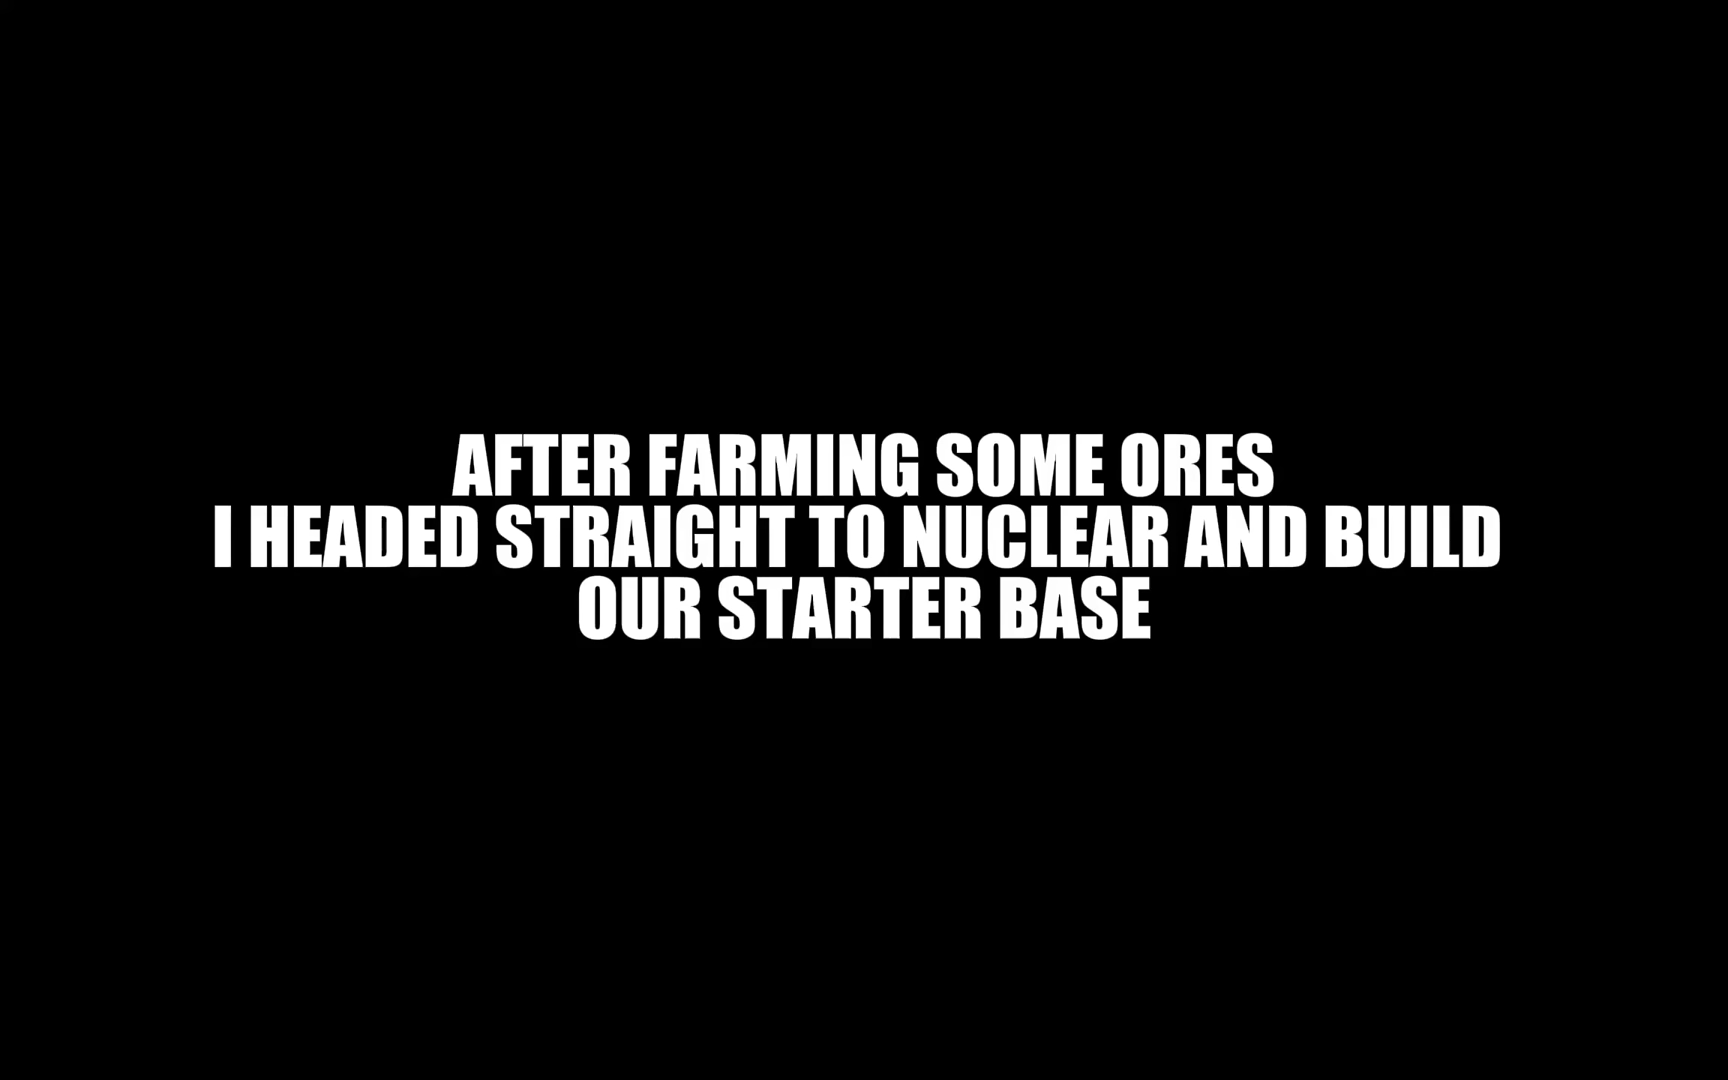 AFTER FARMING SOME ORES
I HEADED STRAIGHT TO NUCLEAR AND BUILD
OUR STARTER BASE